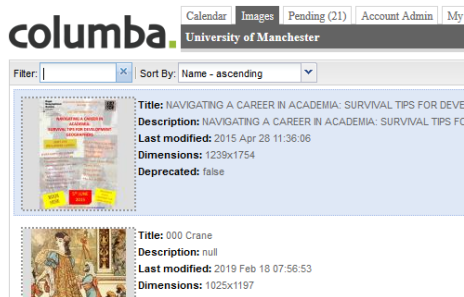 columba.
Calendar Images Pending (21) Account Admin My
University of Manchester
Filter: Sort By: Name - ascending
Title: NAVIGATING A CAREER IN ACADEMIA: SURVIVAL TIPS FOR DEVE
Description: NAVIGATING A CAREER IN ACADEMIA: SURVIVAL TIPS FO
Last modified: 2015 Apr 28 11:36:06
Dimensions: 1239x1754
Deprecated: false
NAVIGATING A CAREER IN
ACADEMIA:
SURVIVAL TIPS FOR DEVELOPMENT
GEOGRAPHERS
Title: 000 Crane
Description: null
Last modified: 2019 Feb 18 07:56:53
Dimensions: 1025x1197